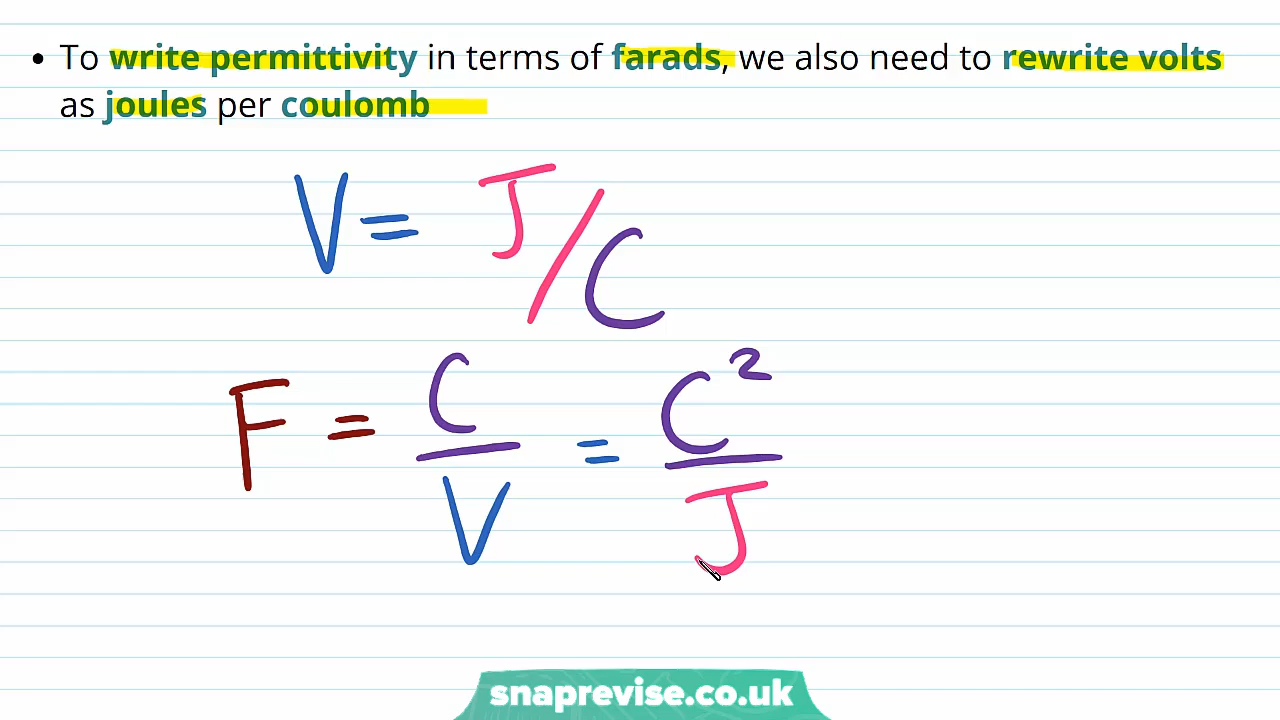 • To write permittivity in terms of farads, we also need to rewrite volts
as joules per coulomb
V = J/C
F = C/V = C²/J
snaprevise.co.uk